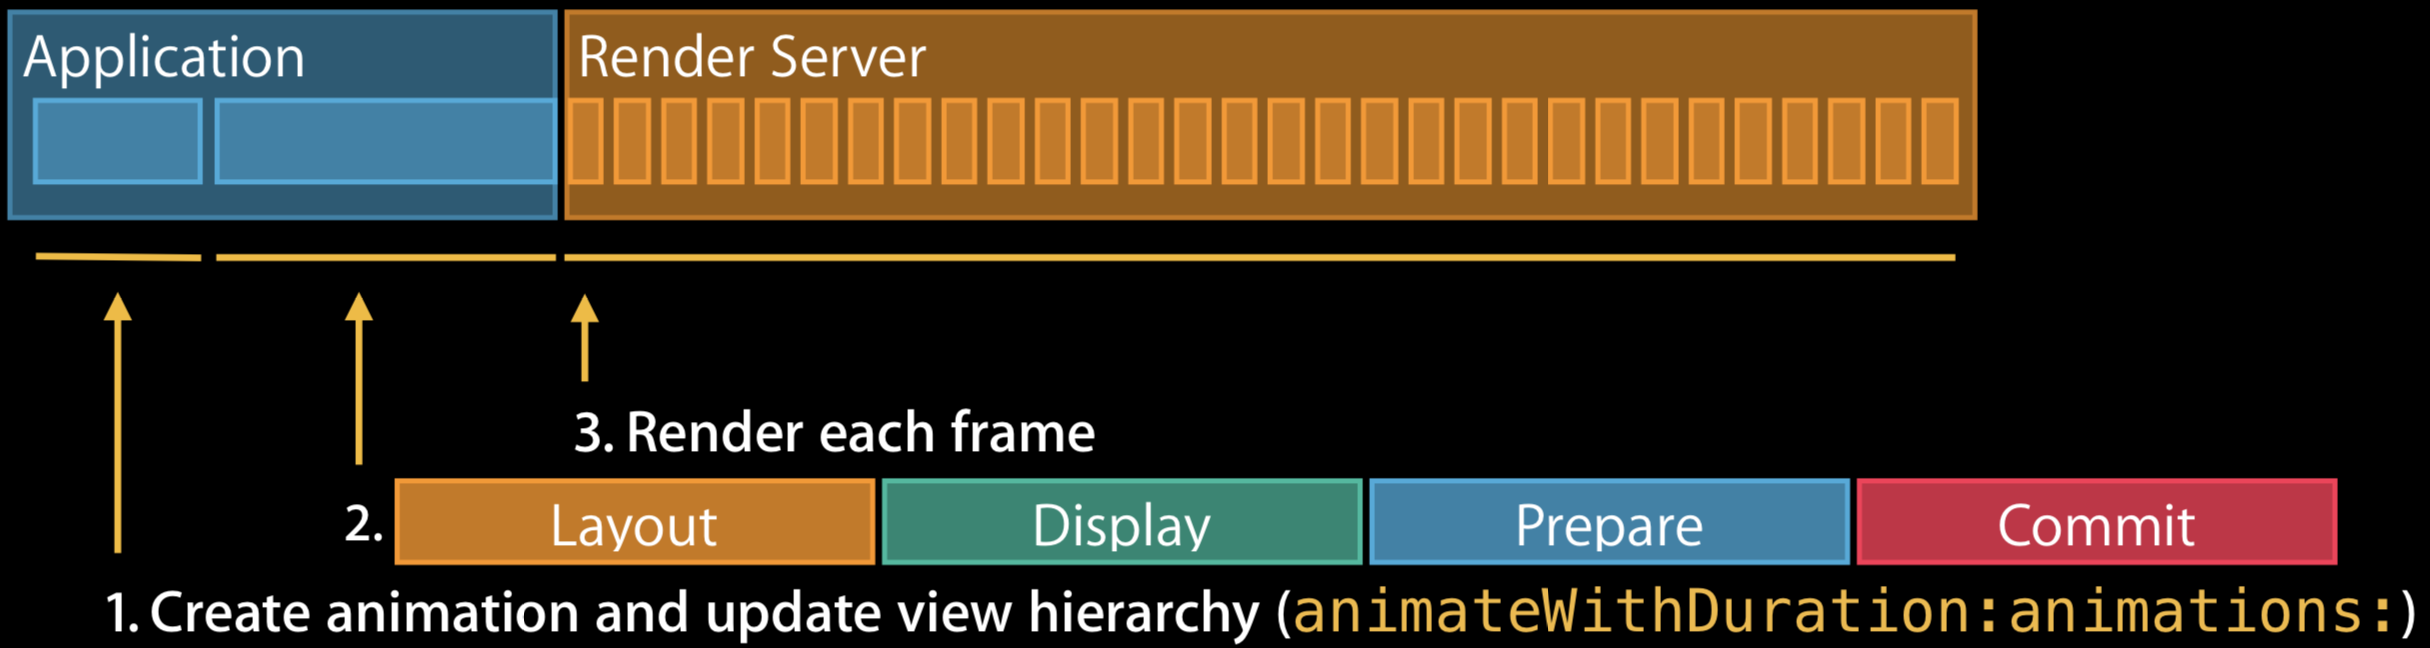 Application
Render Server
3. Render each frame
2. Layout Display Prepare Commit
1. Create animation and update view hierarchy (animateWithDuration:animations:)